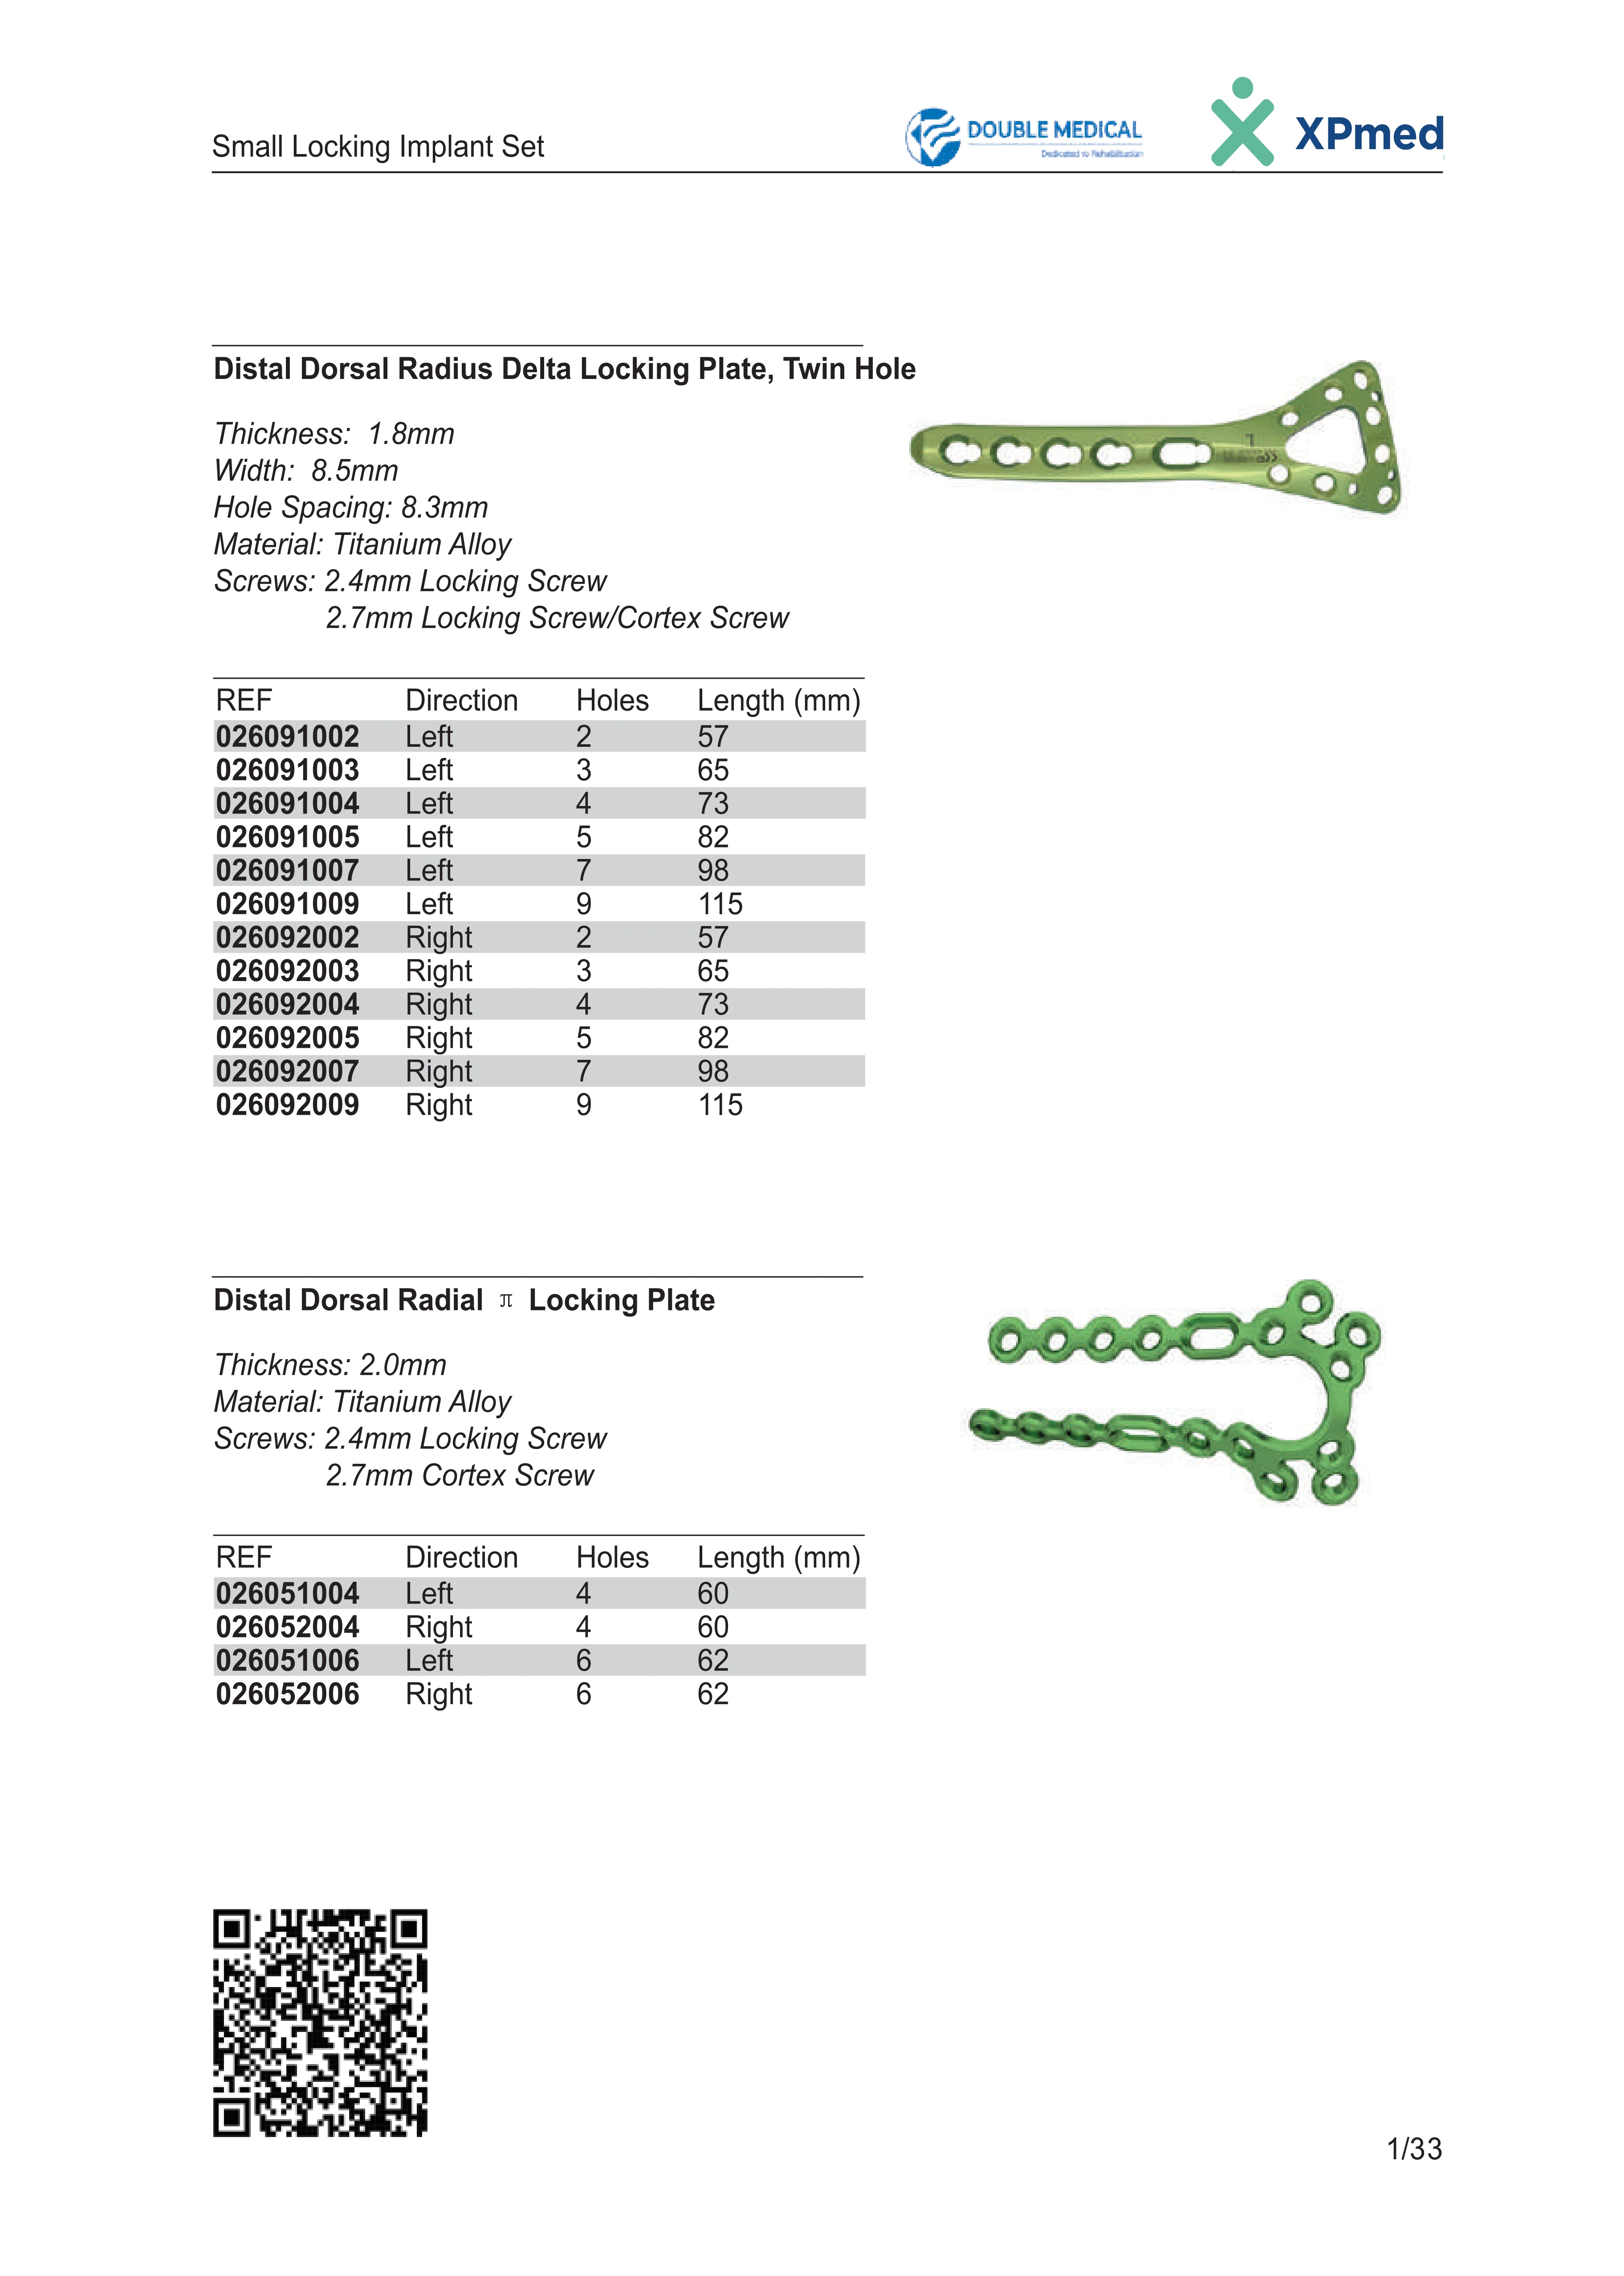 Small Locking Implant Set
DOUBLE MEDICAL
Dedicated to Rehabilitation
XPmed
Distal Dorsal Radius Delta Locking Plate, Twin Hole
Thickness: 1.8mm
Width: 8.5mm
Hole Spacing: 8.3mm
Material: Titanium Alloy
Screws: 2.4mm Locking Screw
2.7mm Locking Screw/Cortex Screw
L
REF Direction Holes Length (mm)
026091002 Left 2 57
026091003 Left 3 65
026091004 Left 4 73
026091005 Left 5 82
026091007 Left 7 98
026091009 Left 9 115
026092002 Right 2 57
026092003 Right 3 65
026092004 Right 4 73
026092005 Right 5 82
026092007 Right 7 98
026092009 Right 9 115
Distal Dorsal Radial π Locking Plate
Thickness: 2.0mm
Material: Titanium Alloy
Screws: 2.4mm Locking Screw
2.7mm Cortex Screw
REF Direction Holes Length (mm)
026051004 Left 4 60
026052004 Right 4 60
026051006 Left 6 62
026052006 Right 6 62
1/33